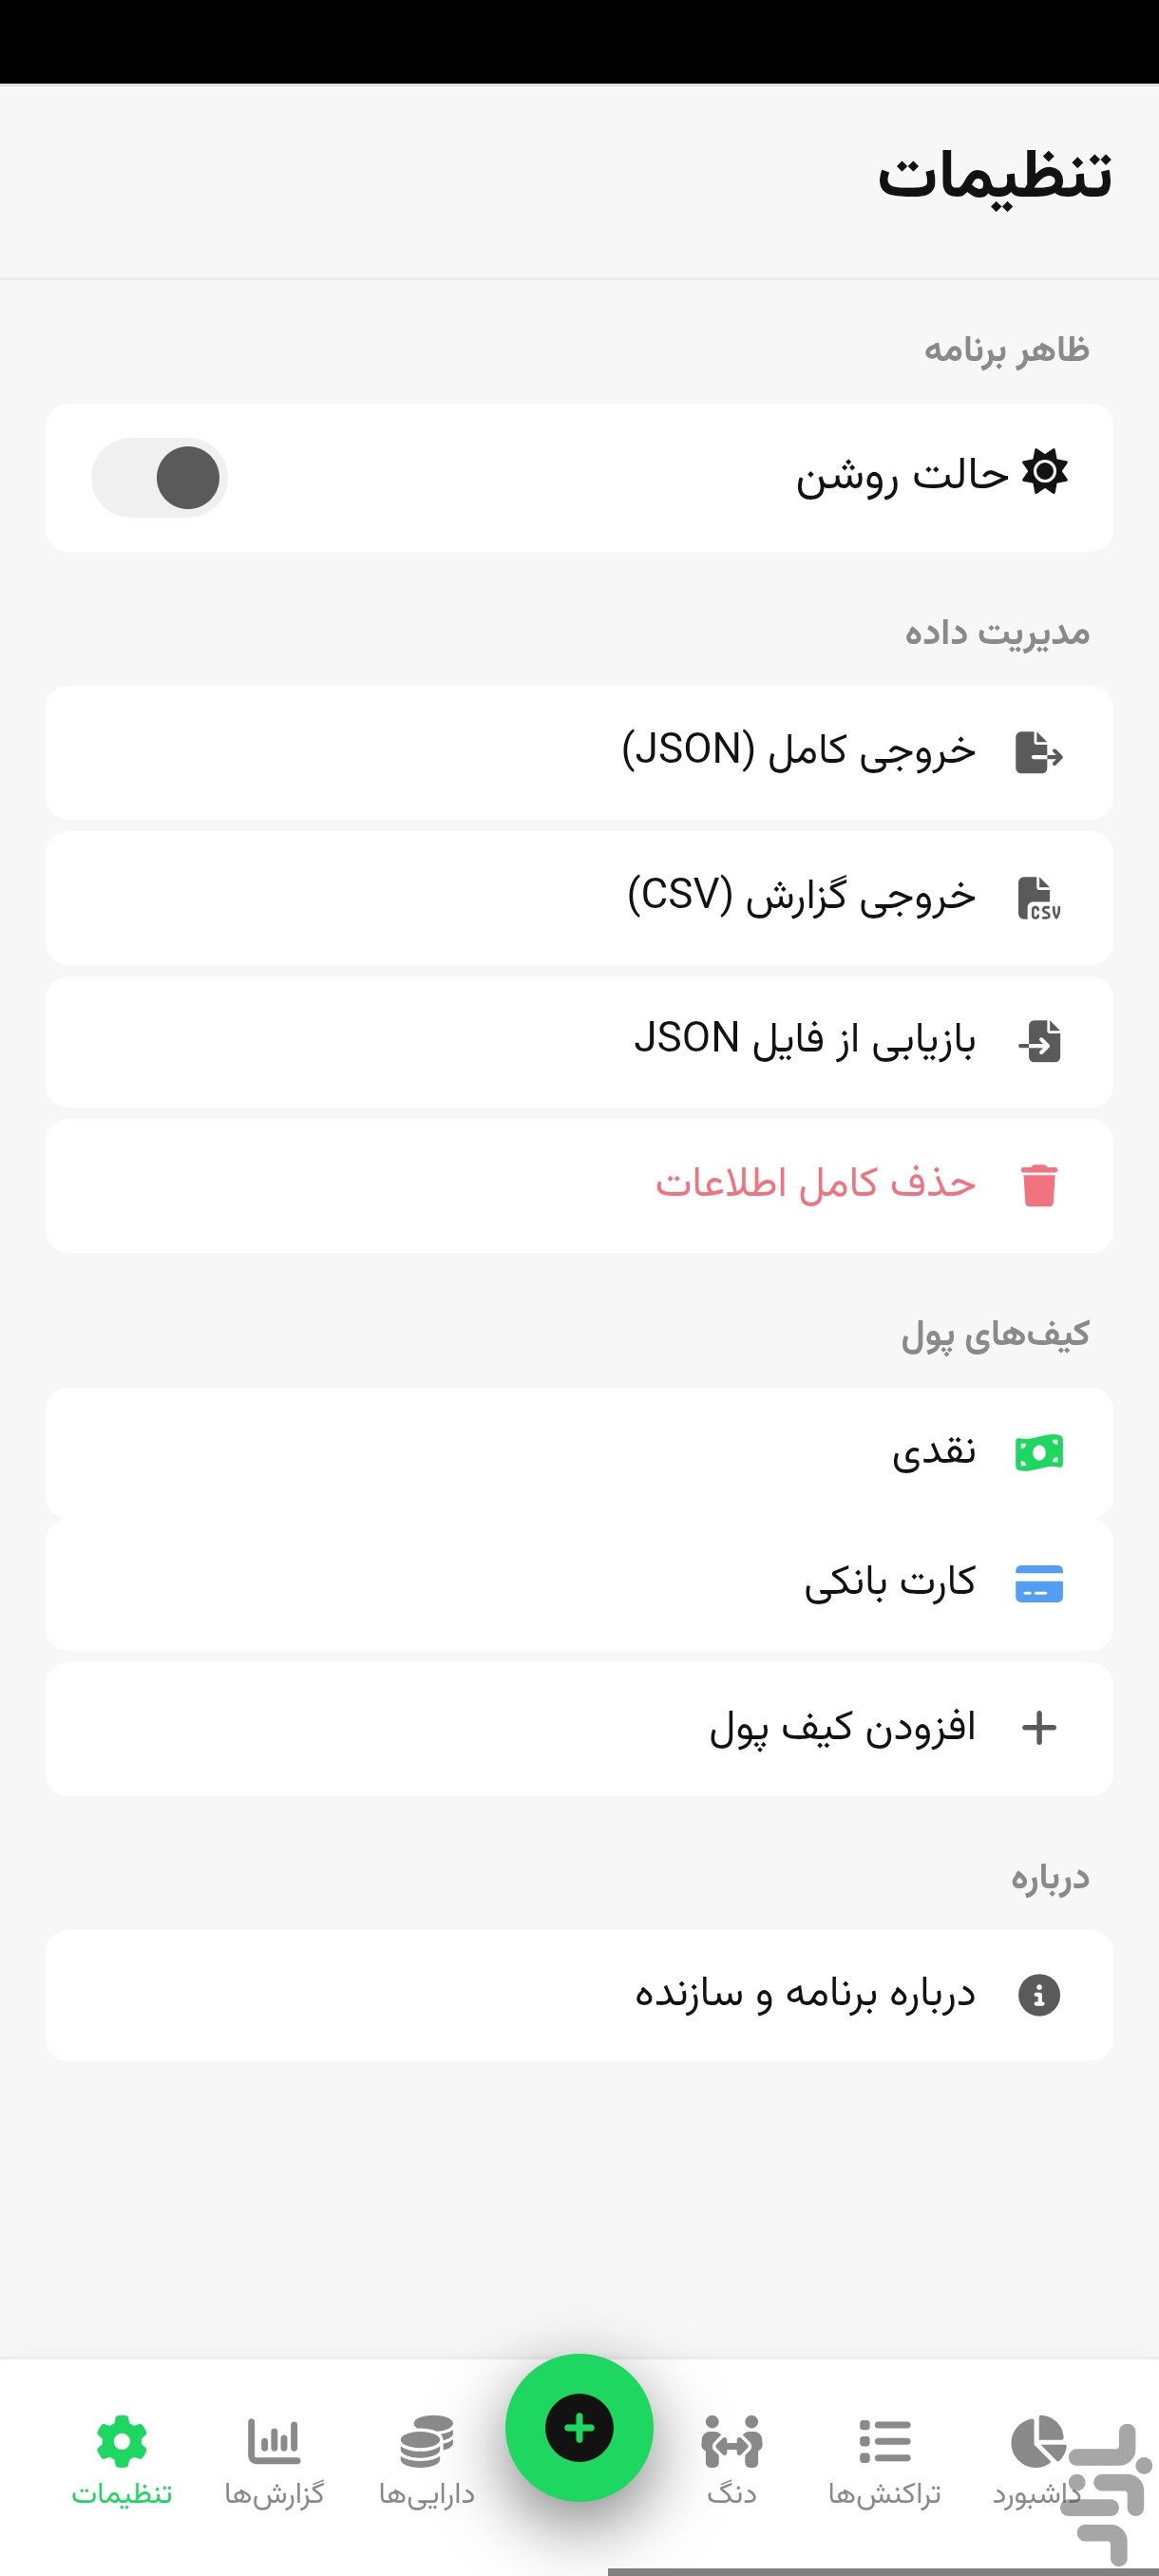 تنظیمات
ظاهر برنامه
حالت روشن
مدیریت داده
خروجی کامل (JSON)
خروجی گزارش (CSV)
CSV
بازیابی از فایل JSON
حذف کامل اطلاعات
کیف‌های پول
نقدی
کارت بانکی
افزودن کیف پول
درباره
درباره برنامه و سازنده
داشبورد
تراکنش‌ها
دنگ
دارایی‌ها
گزارش‌ها
تنظیمات